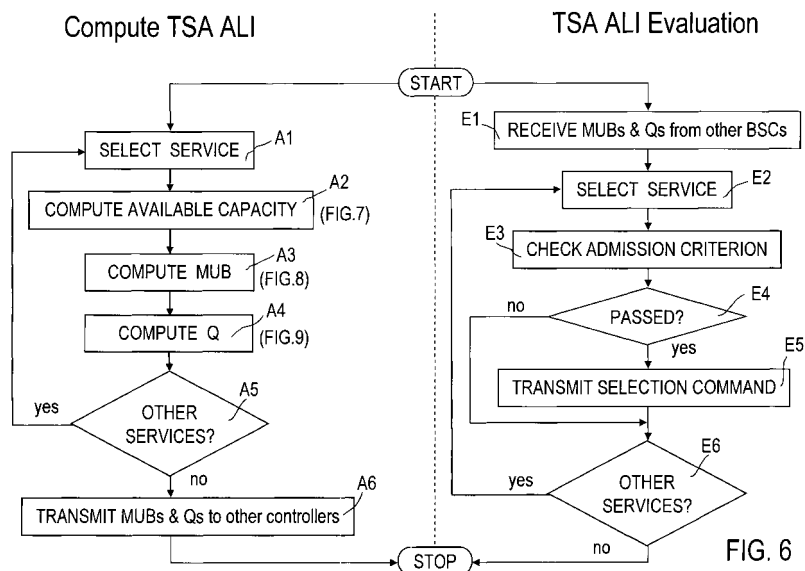 Compute TSA ALI
TSA ALI Evaluation
START
SELECT SERVICE
A1
COMPUTE AVAILABLE CAPACITY
A2
(FIG.7)
COMPUTE MUB
A3
(FIG.8)
COMPUTE Q
A4
(FIG.9)
OTHER
SERVICES?
A5
yes
no
TRANSMIT MUBs & Qs to other controllers
A6
E1
RECEIVE MUBs & Qs from other BSCs
SELECT SERVICE
E2
E3
CHECK ADMISSION CRITERION
PASSED?
E4
no
yes
TRANSMIT SELECTION COMMAND
E5
OTHER
SERVICES?
E6
yes
no
STOP
FIG. 6